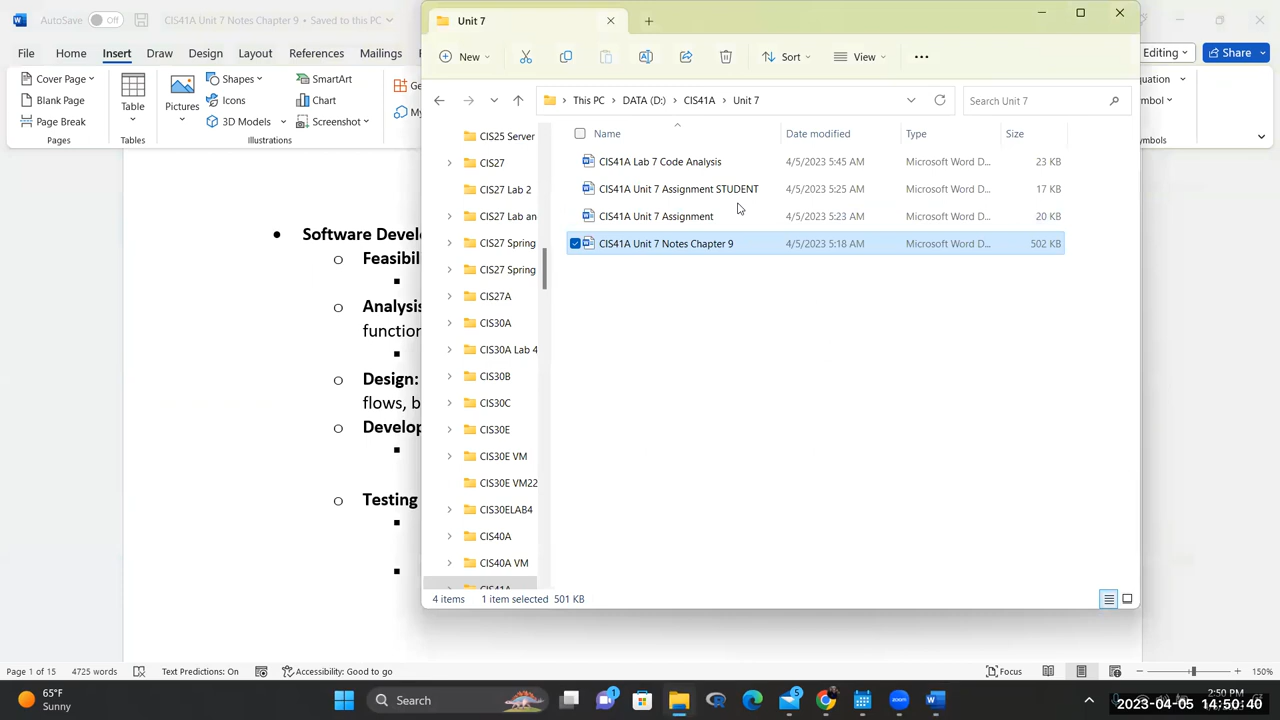 AutoSave Off CIS41A Unit 7 Notes Chapter 9 • Saved to this PC
File Home Insert Draw Design Layout References Mailings
Editing Share
Cover Page
Blank Page
Page Break
Pages
Table
Tables
Pictures
Shapes
Icons
3D Models
SmartArt
Chart
Screenshot
Illustrations
Ge
My
quation
mbol
mbols
Unit 7
New Sort View
This PC > DATA (D:) > CIS41A > Unit 7
Search Unit 7
Name Date modified Type Size
CIS41A Lab 7 Code Analysis 4/5/2023 5:45 AM Microsoft Word D... 23 KB
CIS41A Unit 7 Assignment STUDENT 4/5/2023 5:25 AM Microsoft Word D... 17 KB
CIS41A Unit 7 Assignment 4/5/2023 5:23 AM Microsoft Word D... 20 KB
CIS41A Unit 7 Notes Chapter 9 4/5/2023 5:18 AM Microsoft Word D... 502 KB
CIS25 Server
CIS27
CIS27 Lab 2
CIS27 Lab an
CIS27 Spring
CIS27 Spring
CIS27A
CIS30A
CIS30A Lab 4
CIS30B
CIS30C
CIS30E
CIS30E VM
CIS30E VM22
CIS30ELAB4
CIS40A
CIS40A VM
CIS41A
4 items 1 item selected 501 KB
Software Devel
Feasibil
Analysis
function
Design:
flows, b
Develop
Testing
Page 1 of 15 4725 words Text Predictions: On Accessibility: Good to go Focus 150%
65°F
Sunny
Search
1
5
2:50 PM
2023-04-05 14:50:40